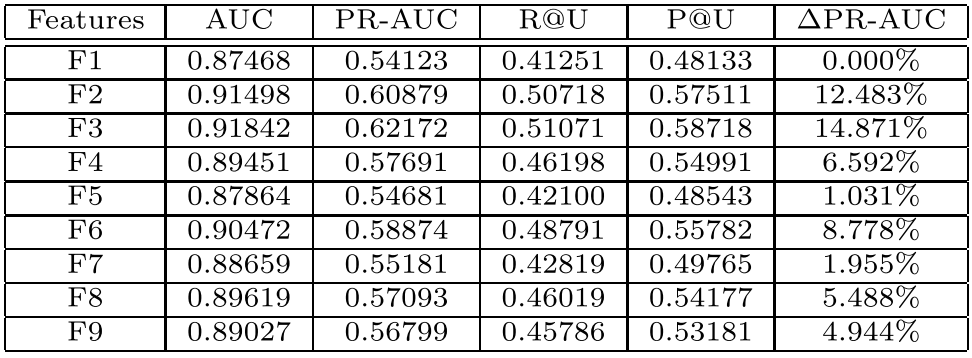 Features AUC PR-AUC R@U P@U ΔPR-AUC
F1 0.87468 0.54123 0.41251 0.48133 0.000%
F2 0.91498 0.60879 0.50718 0.57511 12.483%
F3 0.91842 0.62172 0.51071 0.58718 14.871%
F4 0.89451 0.57691 0.46198 0.54991 6.592%
F5 0.87864 0.54681 0.42100 0.48543 1.031%
F6 0.90472 0.58874 0.48791 0.55782 8.778%
F7 0.88659 0.55181 0.42819 0.49765 1.955%
F8 0.89619 0.57093 0.46019 0.54177 5.488%
F9 0.89027 0.56799 0.45786 0.53181 4.944%